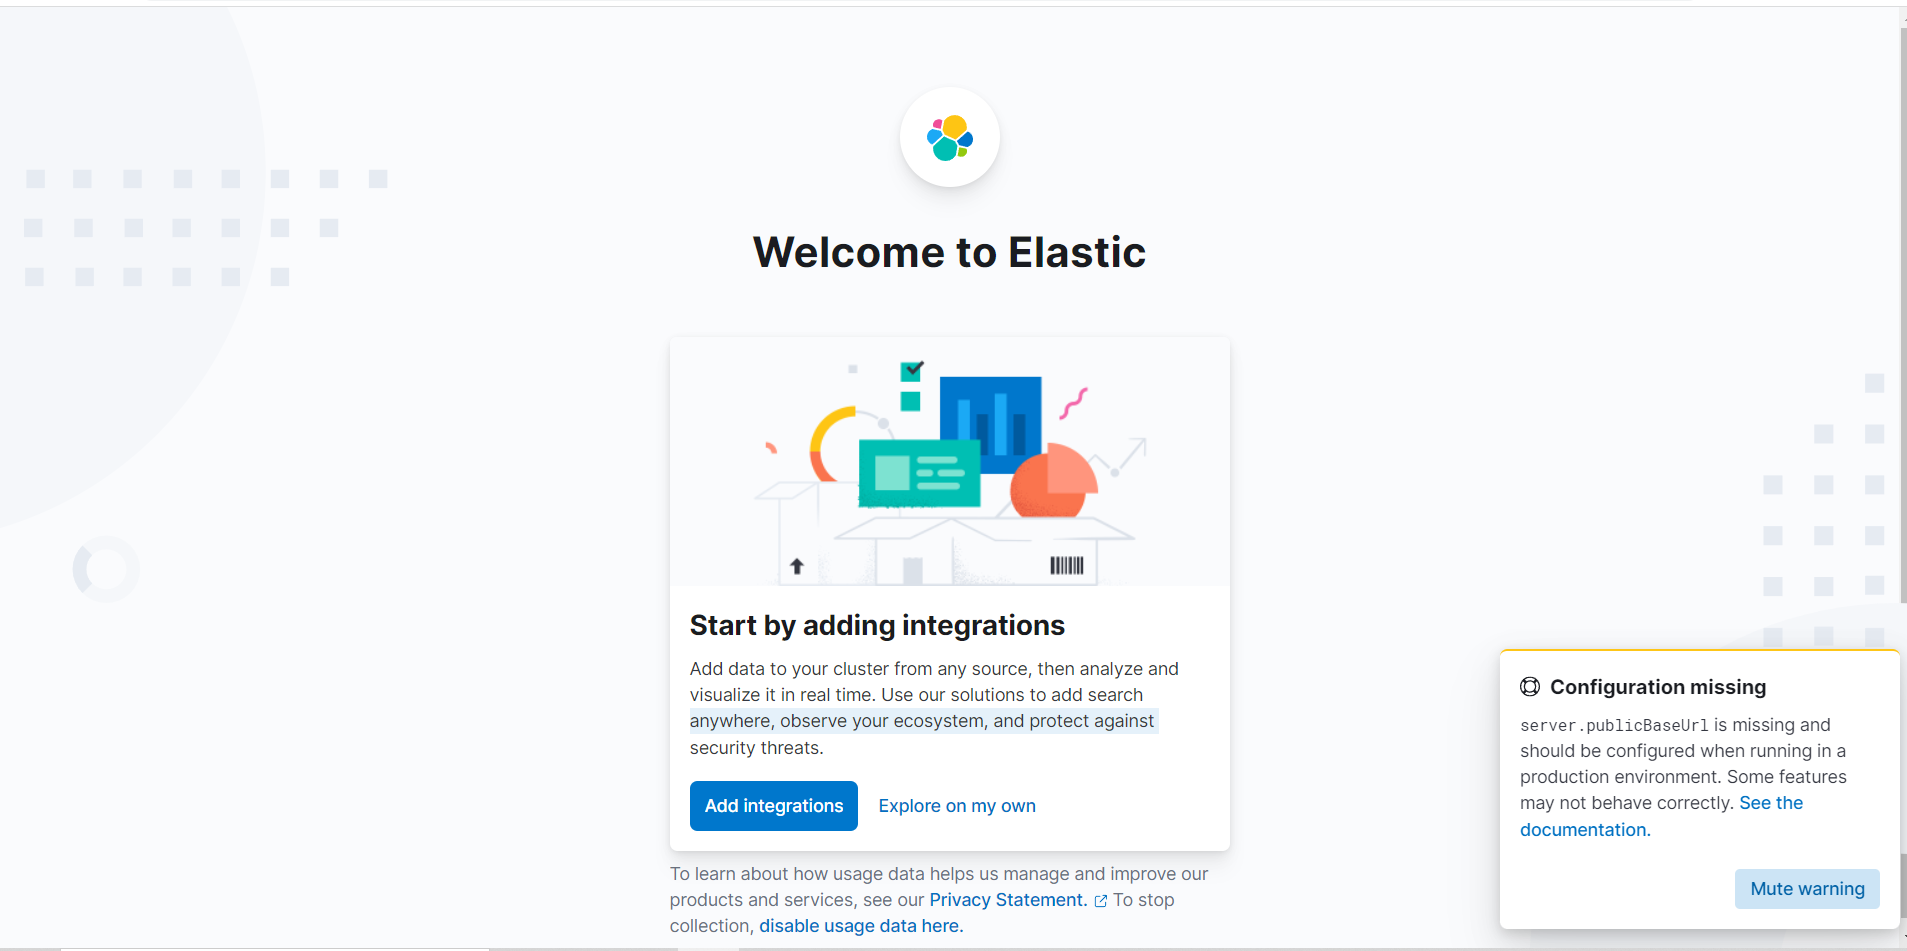 Welcome to Elastic
Start by adding integrations
Add data to your cluster from any source, then analyze and
visualize it in real time. Use our solutions to add search
anywhere, observe your ecosystem, and protect against
security threats.
Add integrations
Explore on my own
To learn about how usage data helps us manage and improve our
products and services, see our Privacy Statement. To stop
collection, disable usage data here.
Configuration missing
server.publicBaseUrl is missing and
should be configured when running in a
production environment. Some features
may not behave correctly. See the
documentation.
Mute warning